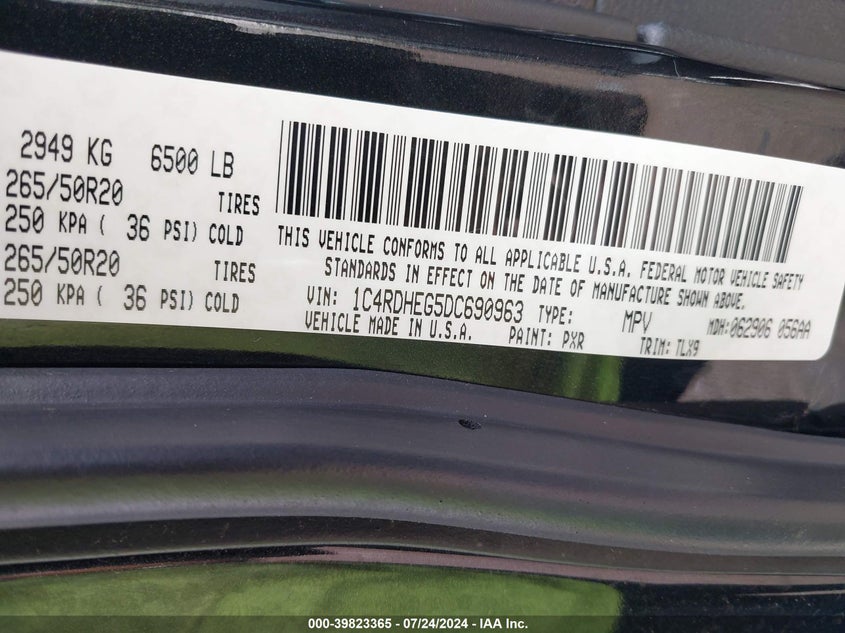 2949 KG 6500 LB
265/50R20 TIRES
250 KPA ( 36 PSI) COLD
265/50R20 TIRES
250 KPA ( 36 PSI) COLD
THIS VEHICLE CONFORMS TO ALL APPLICABLE U.S.A. FEDERAL MOTOR VEHICLE SAFETY
STANDARDS IN EFFECT ON THE DATE OF MANUFACTURE SHOWN ABOVE.
VIN: 1C4RDHEG5DC690963 TYPE: MPV MDH:062906 056AA
VEHICLE MADE IN U.S.A. PAINT: PXR TRIM: TLX9
000-39823365 / 07/24/2024 - IAA Inc.